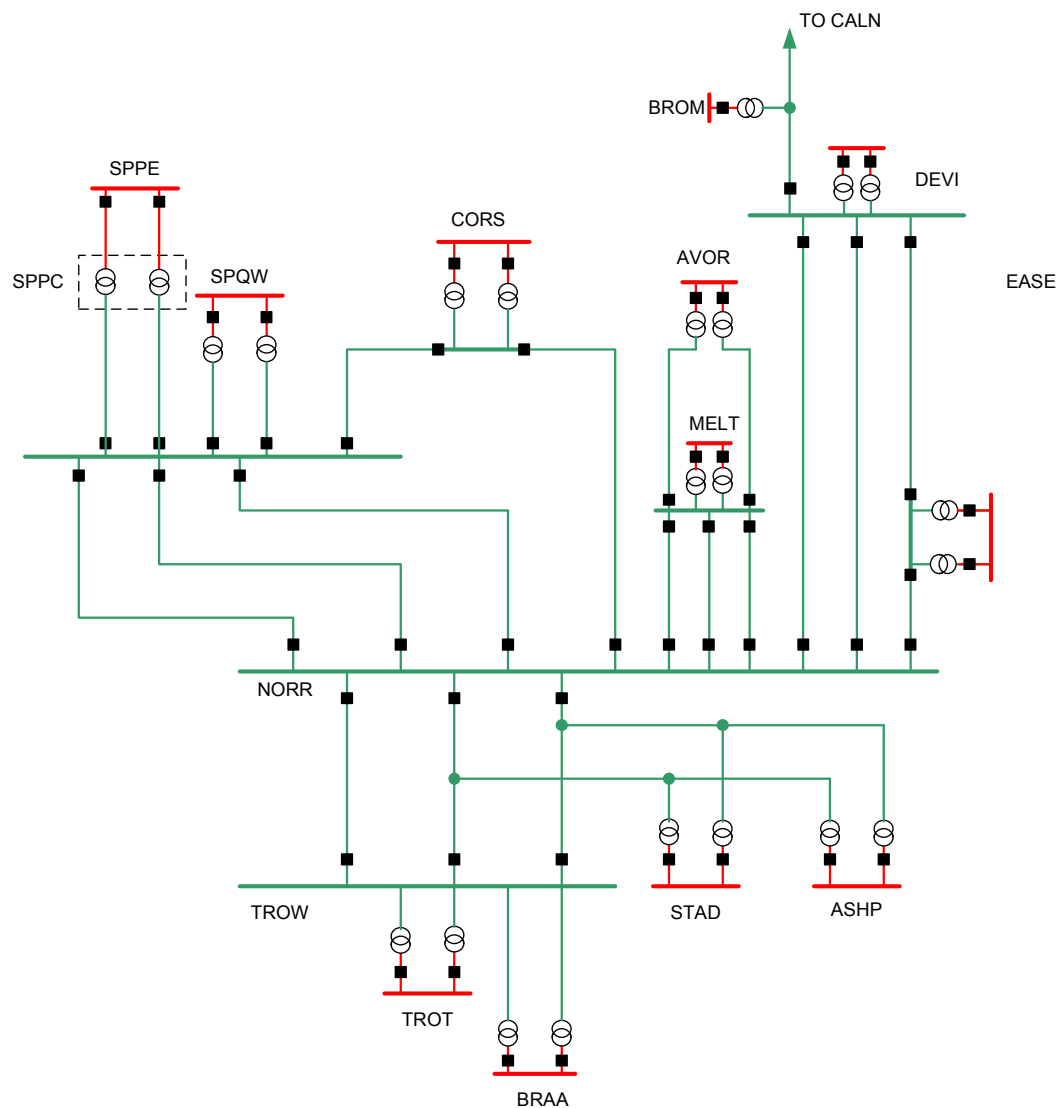 TO CALN
BROM
SPPE
DEVI
CORS
AVOR
SPPC
SPQW
EASE
MELT
NORR
TROW
STAD
ASHP
TROT
BRAA